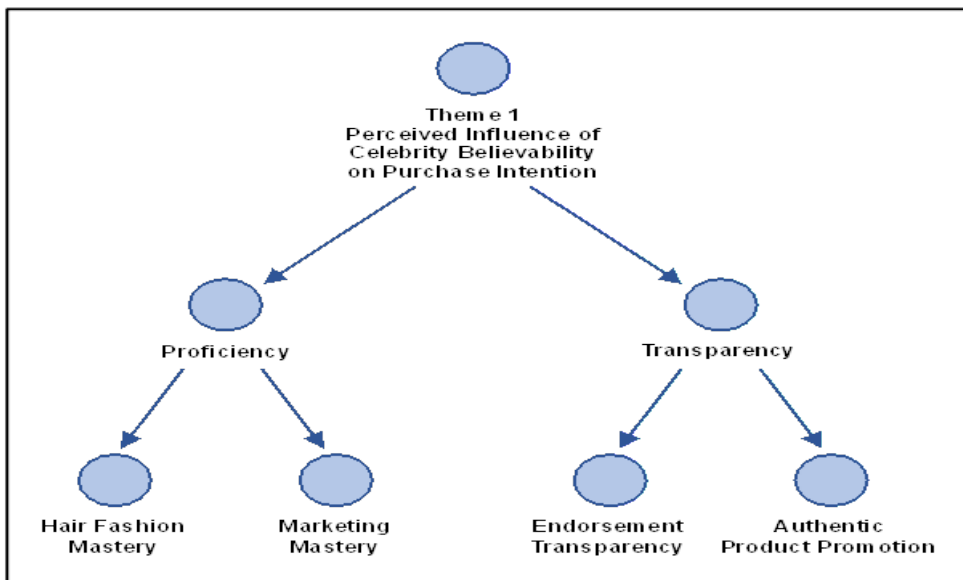 Theme 1
Perceived Influence of
Celebrity Believability
on Purchase Intention
Proficiency
Transparency
Hair Fashion
Mastery
Marketing
Mastery
Endorsement
Transparency
Authentic
Product Promotion